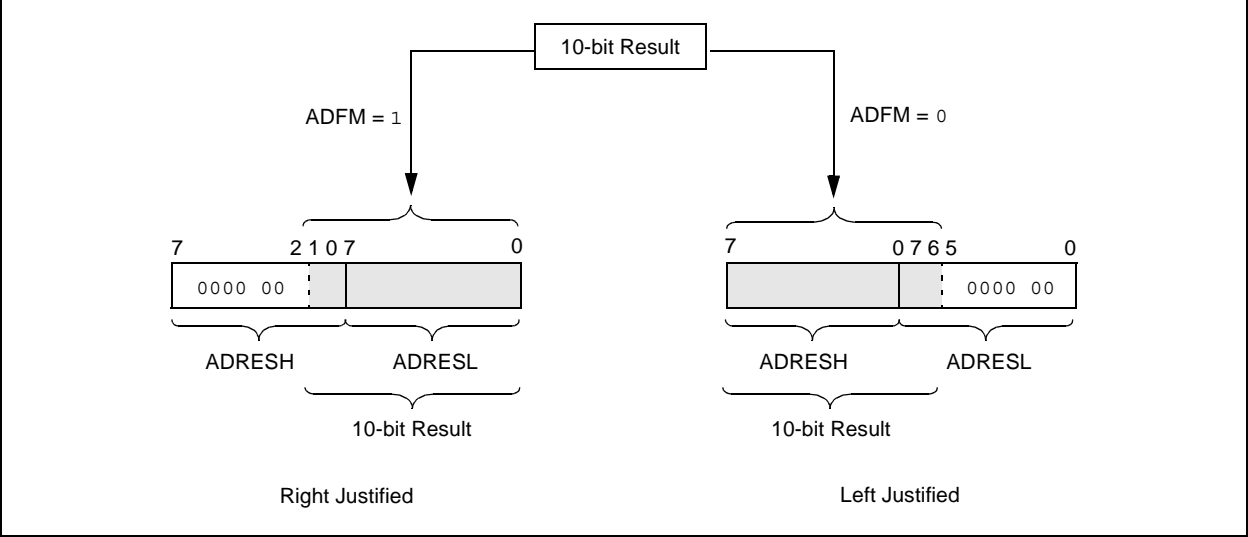 10-bit Result
ADFM = 1
ADFM = 0
7 2 1 0 7 0
7 0 7 6 5 0
0000 00
0000 00
ADRESH ADRESL
ADRESH ADRESL
10-bit Result
10-bit Result
Right Justified
Left Justified